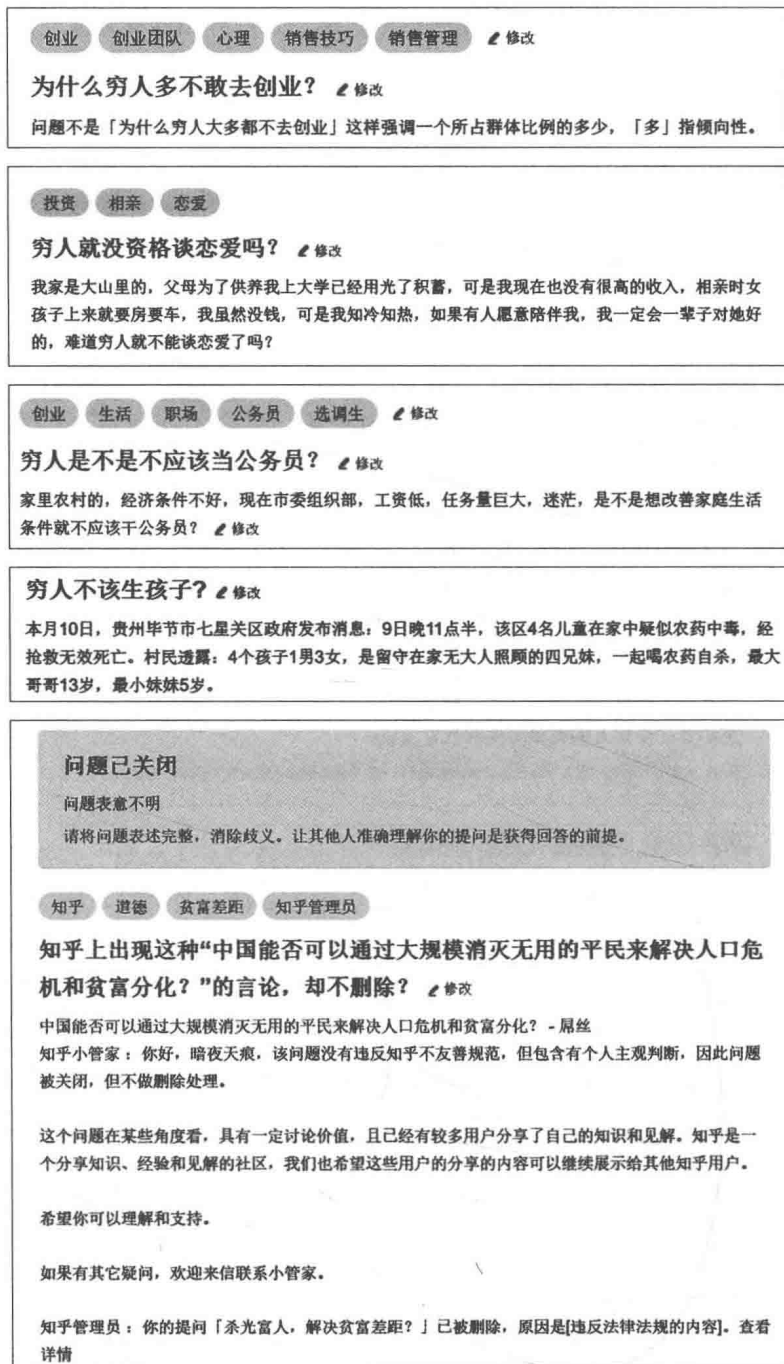 创业 创业团队 心理 销售技巧 销售管理 修改
为什么穷人多不敢去创业？ 修改
问题不是「为什么穷人大多都不去创业」这样强调一个所占群体比例的多少，「多」指倾向性。
投资 相亲 恋爱
穷人就没资格谈恋爱吗？ 修改
我家是大山里的，父母为了供养我上大学已经用光了积蓄，可是我现在也没有很高的收入，相亲时女
孩子上来就要房要车，我虽然没钱，可是我知冷知热，如果有人愿意陪伴我，我一定会一辈子对她好
的，难道穷人就不能谈恋爱了吗？
创业 生活 职场 公务员 选调生 修改
穷人是不是不应该当公务员？ 修改
家里农村的，经济条件不好，现在市委组织部，工资低，任务量巨大，迷茫，是不是想改善家庭生活
条件就不应该干公务员？ 修改
穷人不该生孩子？ 修改
本月10日，贵州毕节市七星关区政府发布消息：9日晚11点半，该区4名儿童在家中疑似农药中毒，经
抢救无效死亡。村民透露：4个孩子1男3女，是留守在家无大人照顾的四兄妹，一起喝农药自杀，最大
哥哥13岁，最小妹妹5岁。
问题已关闭
问题表意不明
请将问题表述完整，消除歧义。让其他人准确理解你的提问是获得回答的前提。
知乎 道德 贫富差距 知乎管理员
知乎上出现这种“中国能否可以通过大规模消灭无用的平民来解决人口危
机和贫富分化？”的言论，却不删除？ 修改
中国能否可以通过大规模消灭无用的平民来解决人口危机和贫富分化？ - 屌丝
知乎小管家：你好，暗夜天痕，该问题没有违反知乎不友善规范，但包含有个人主观判断，因此问题
被关闭，但不做删除处理。
这个问题在某些角度看，具有一定讨论价值，且已经有较多用户分享了自己的知识和见解。知乎是一
个分享知识、经验和见解的社区，我们也希望这些用户的分享的内容可以继续展示给其他知乎用户。
希望你可以理解和支持。
如果有其它疑问，欢迎来信联系小管家。
知乎管理员：你的提问「杀光富人，解决贫富差距？」已被删除，原因是[违反法律法规的内容]。查看
详情